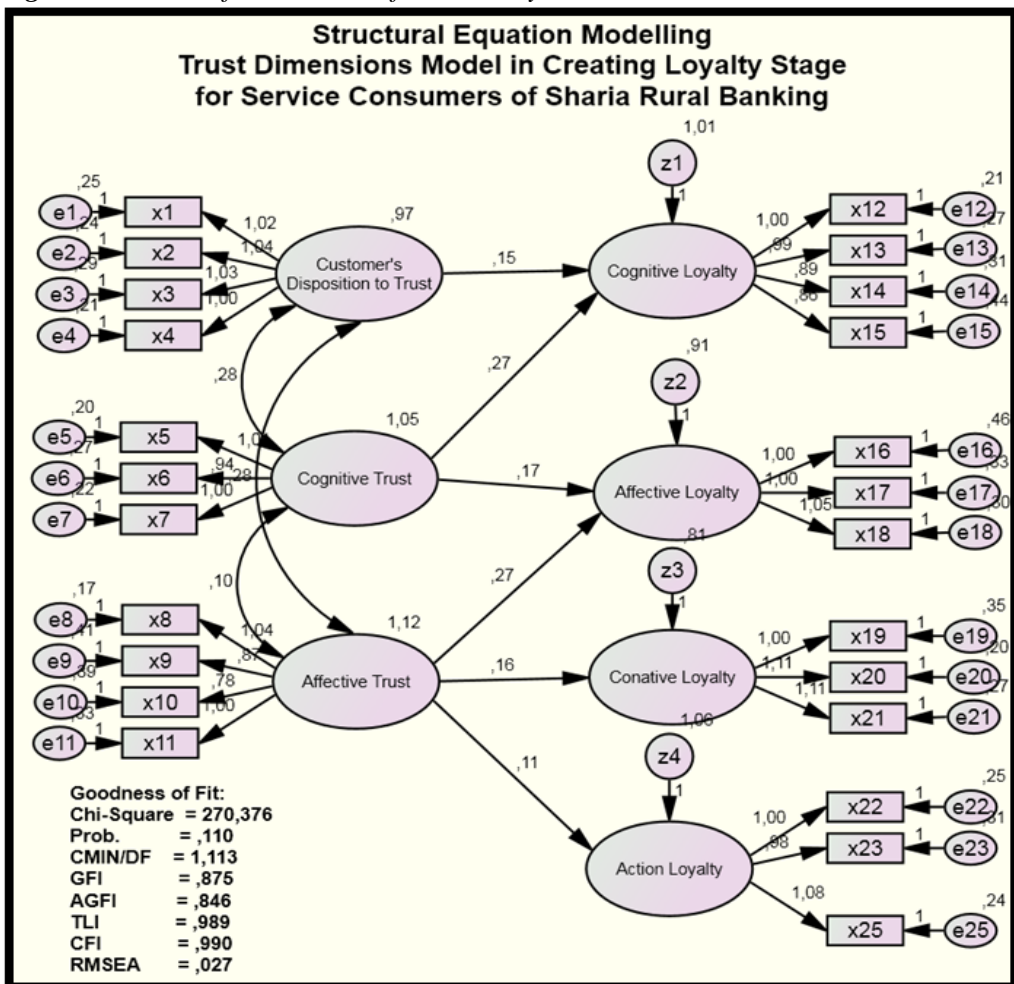 Structural Equation Modelling
Trust Dimensions Model in Creating Loyalty Stage
for Service Consumers of Sharia Rural Banking
1,01
z1
1
,25
e1
1
x1
,24
e2
1
x2
,29
e3
1
x3
,21
e4
1
x4
1,02
1,04
1,03
1,00
,97
Customer's
Disposition to Trust
,15
Cognitive Loyalty
1,00
,99
,89
x12
1
e12
,21
x13
1
e13
,27
x14
1
e14
,31
x15
1
e15
,44
,28
,27
,91
z2
1
,20
e5
1
x5
,27
e6
1
x6
,22
e7
1
x7
,94
1,00
,28
1,05
Cognitive Trust
,17
Affective Loyalty
1,00
1,00
1,05
x16
1
e16
,46
x17
1
e17
x18
1
e18
,10
,27
,81
z3
1
,17
e8
1
x8
,41
e9
1
x9
e10
1
x10
e11
1
x11
1,04
,87
,78
1,00
1,12
Affective Trust
,16
Conative Loyalty
1,00
1,11
1,11
x19
1
e19
,35
x20
1
e20
,20
x21
1
e21
,27
,11
z4
1
Action Loyalty
1,00
,98
1,08
x22
1
e22
,25
x23
1
e23
,31
x25
1
e25
,24
Goodness of Fit:
Chi-Square = 270,376
Prob. = ,110
CMIN/DF = 1,113
GFI = ,875
AGFI = ,846
TLI = ,989
CFI = ,990
RMSEA = ,027